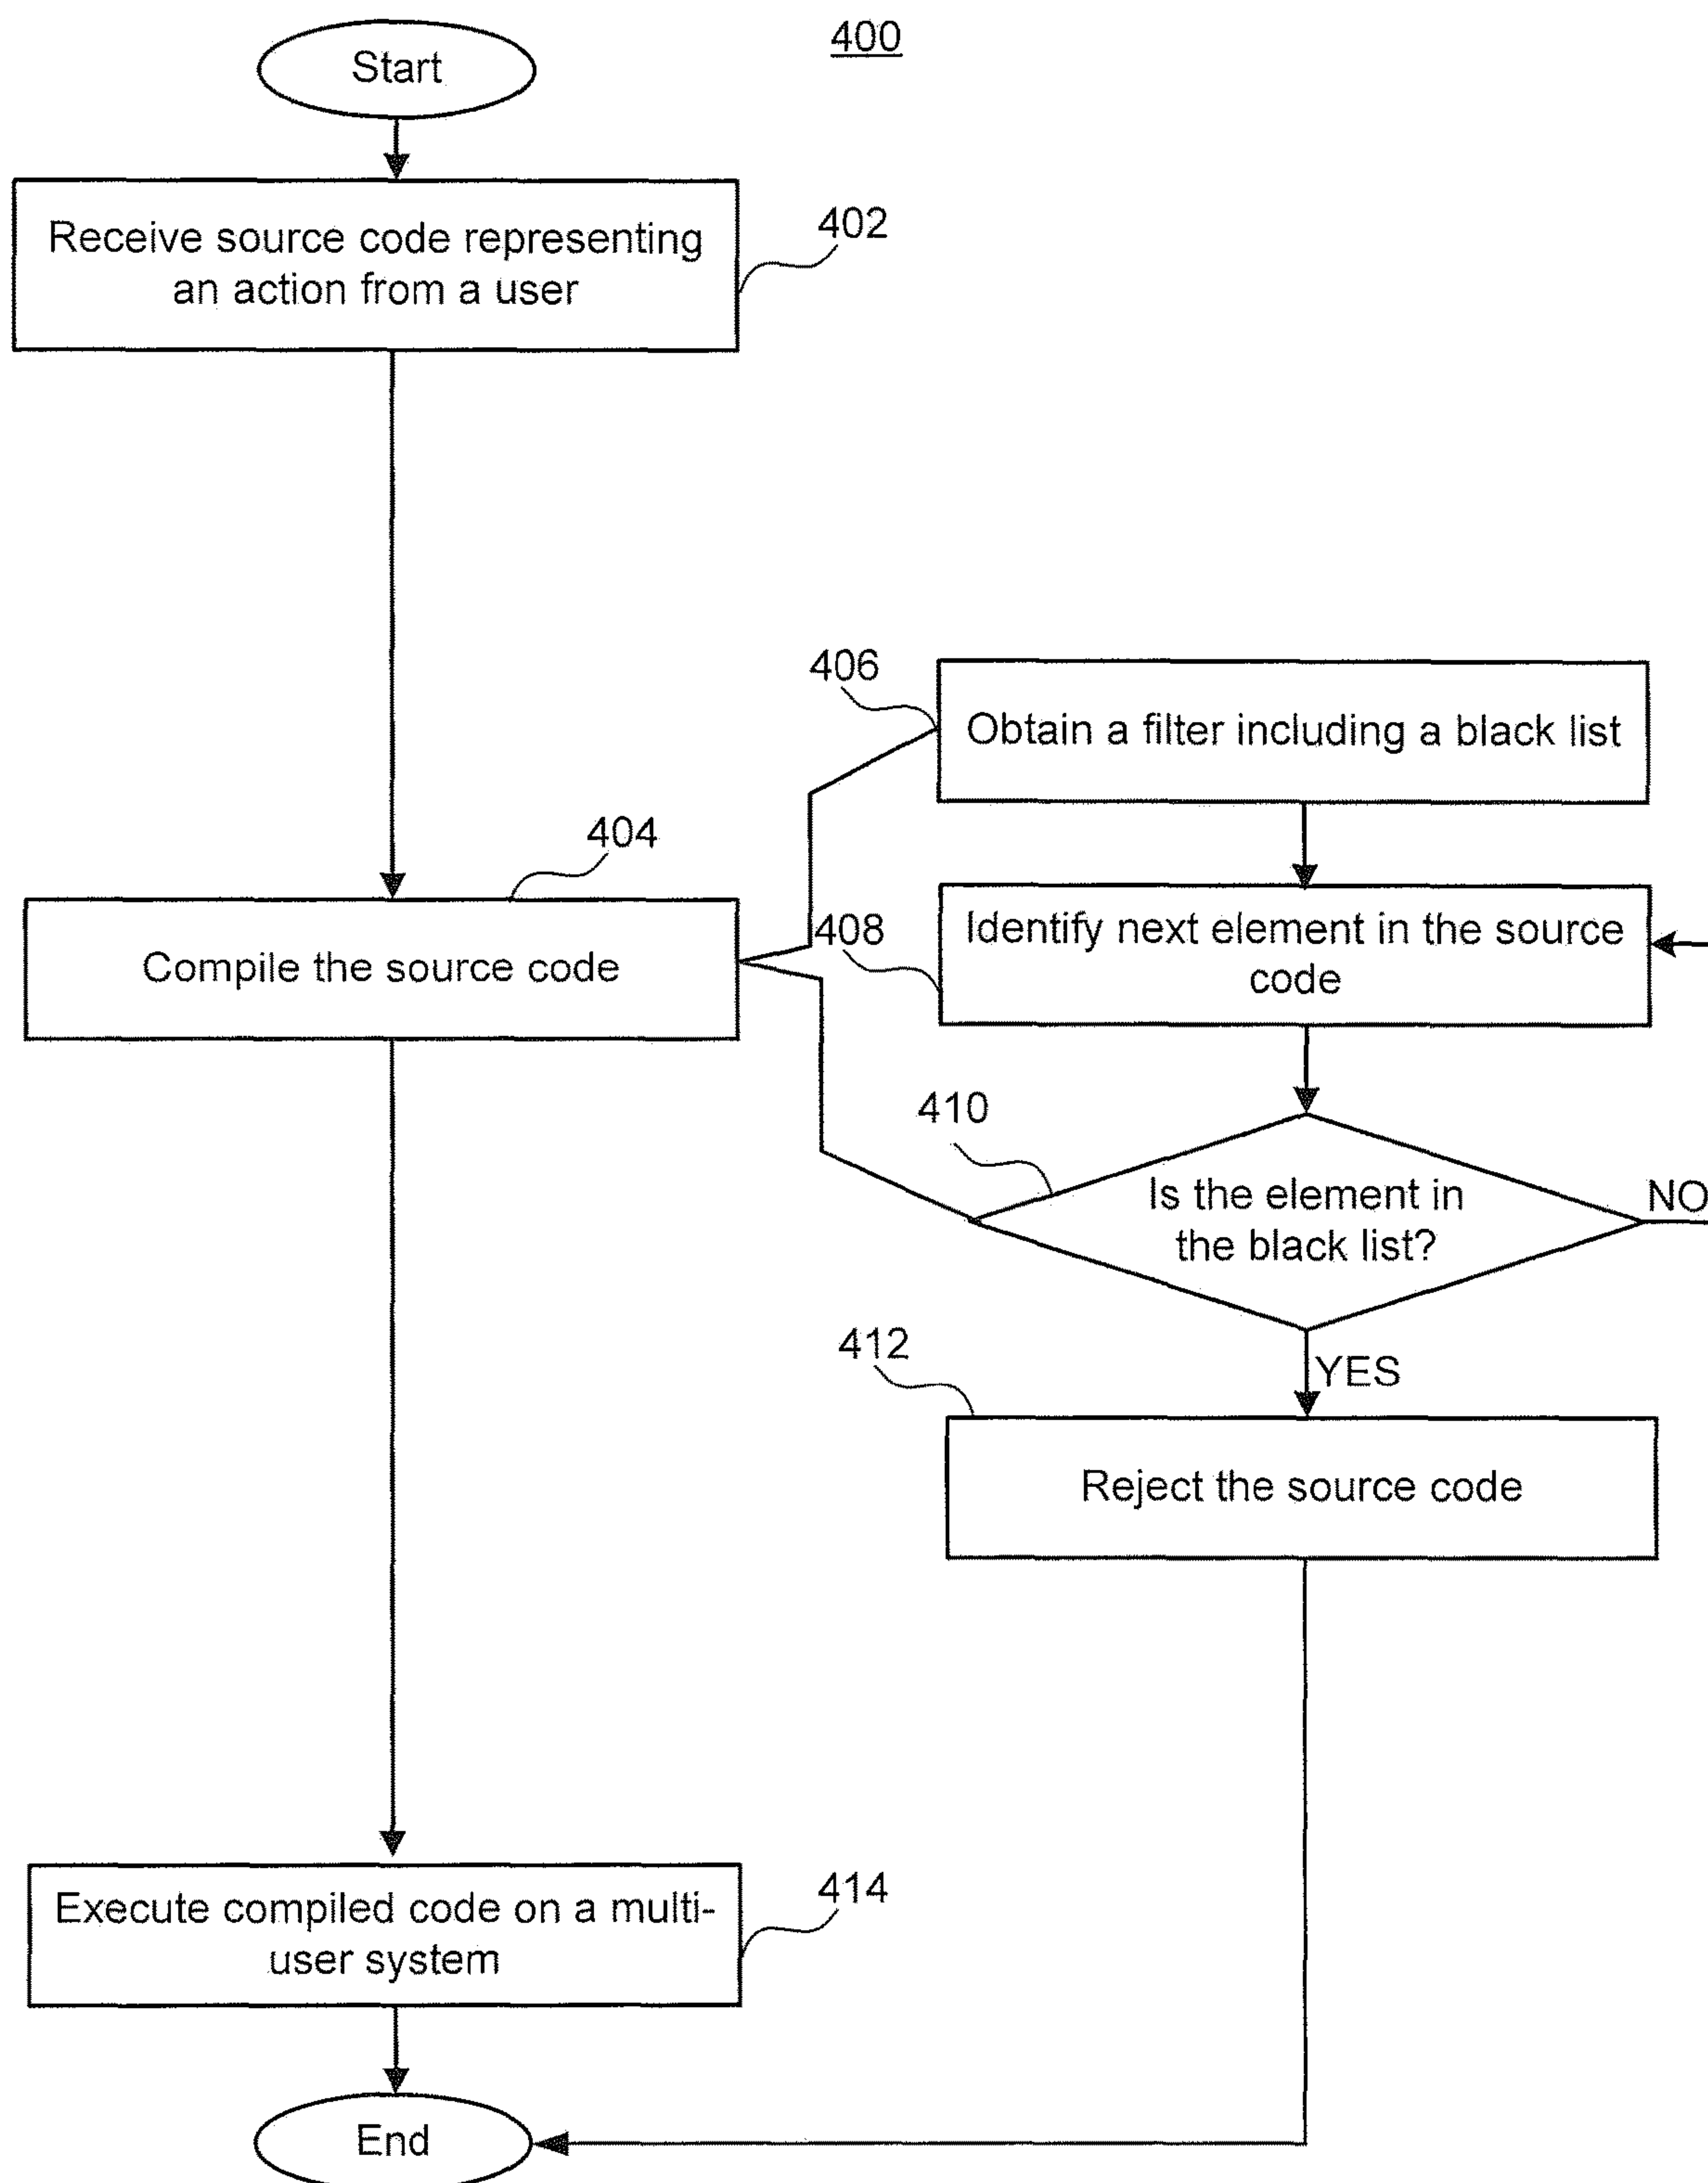 400
Start
Receive source code representing
an action from a user
402
406
Obtain a filter including a black list
404
Compile the source code
408
Identify next element in the source
code
410
Is the element in
the black list?
NO
YES
412
Reject the source code
Execute compiled code on a multi-
user system
414
End